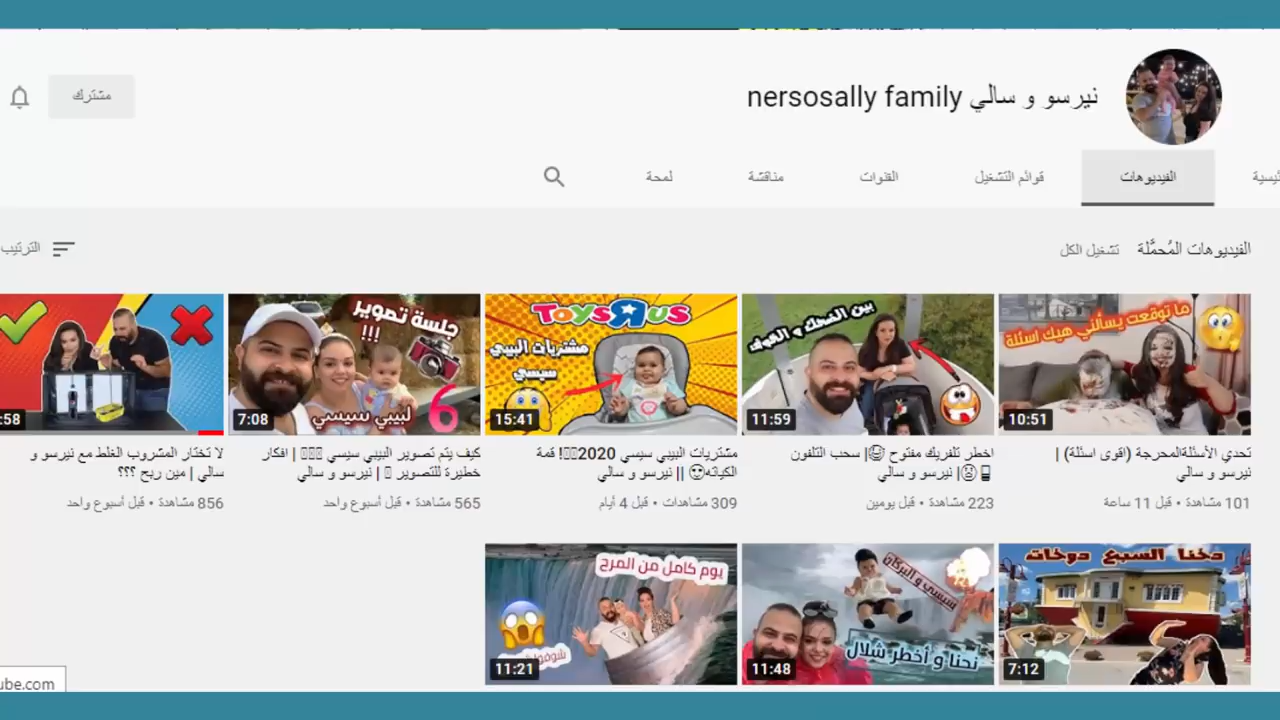 نيرسو و سالي nersosally family
مشترك
الفيديوهات
قوائم التشغيل
القنوات
مناقشة
لمحة
الفيديوهات المُحمَّلة
تشغيل الكل
الترتيب
ما توقعت يسألني هيك اسئلة
10:51
تحدي الأسئلةالمحرجة (اقوى اسئلة) |
نيرسو و سالي
101 مشاهدة • قبل 11 ساعة
بين الضحك و الخوف
11:59
اخطر تلفريك مفتوح 😂| سحب التلفون
📱😢| نيرسو و سالي
223 مشاهدة • قبل يومين
TOYS R US
مشتريات البيبي
سيسي
15:41
مشتريات البيبي سيسي 2020! قمة
الكياته🙂 || نيرسو و سالي
309 مشاهدات • قبل 4 أيام
جلسة تصوير
!!!
لبيبي سيسي 6
7:08
كيف يتم تصوير البيبي سيسي | افكار
خطيرة للتصوير | نيرسو و سالي
565 مشاهدة • قبل أسبوع واحد
:58
لا تختار المشروب الغلط مع نيرسو و
سالي | مين ربح ؟؟؟
856 مشاهدة • قبل أسبوع واحد
دخنا السبع دوخات
7:12
سيسي و البركان
نحنا و أخطر شلال
11:48
يوم كامل من المرح
11:21
ube.com